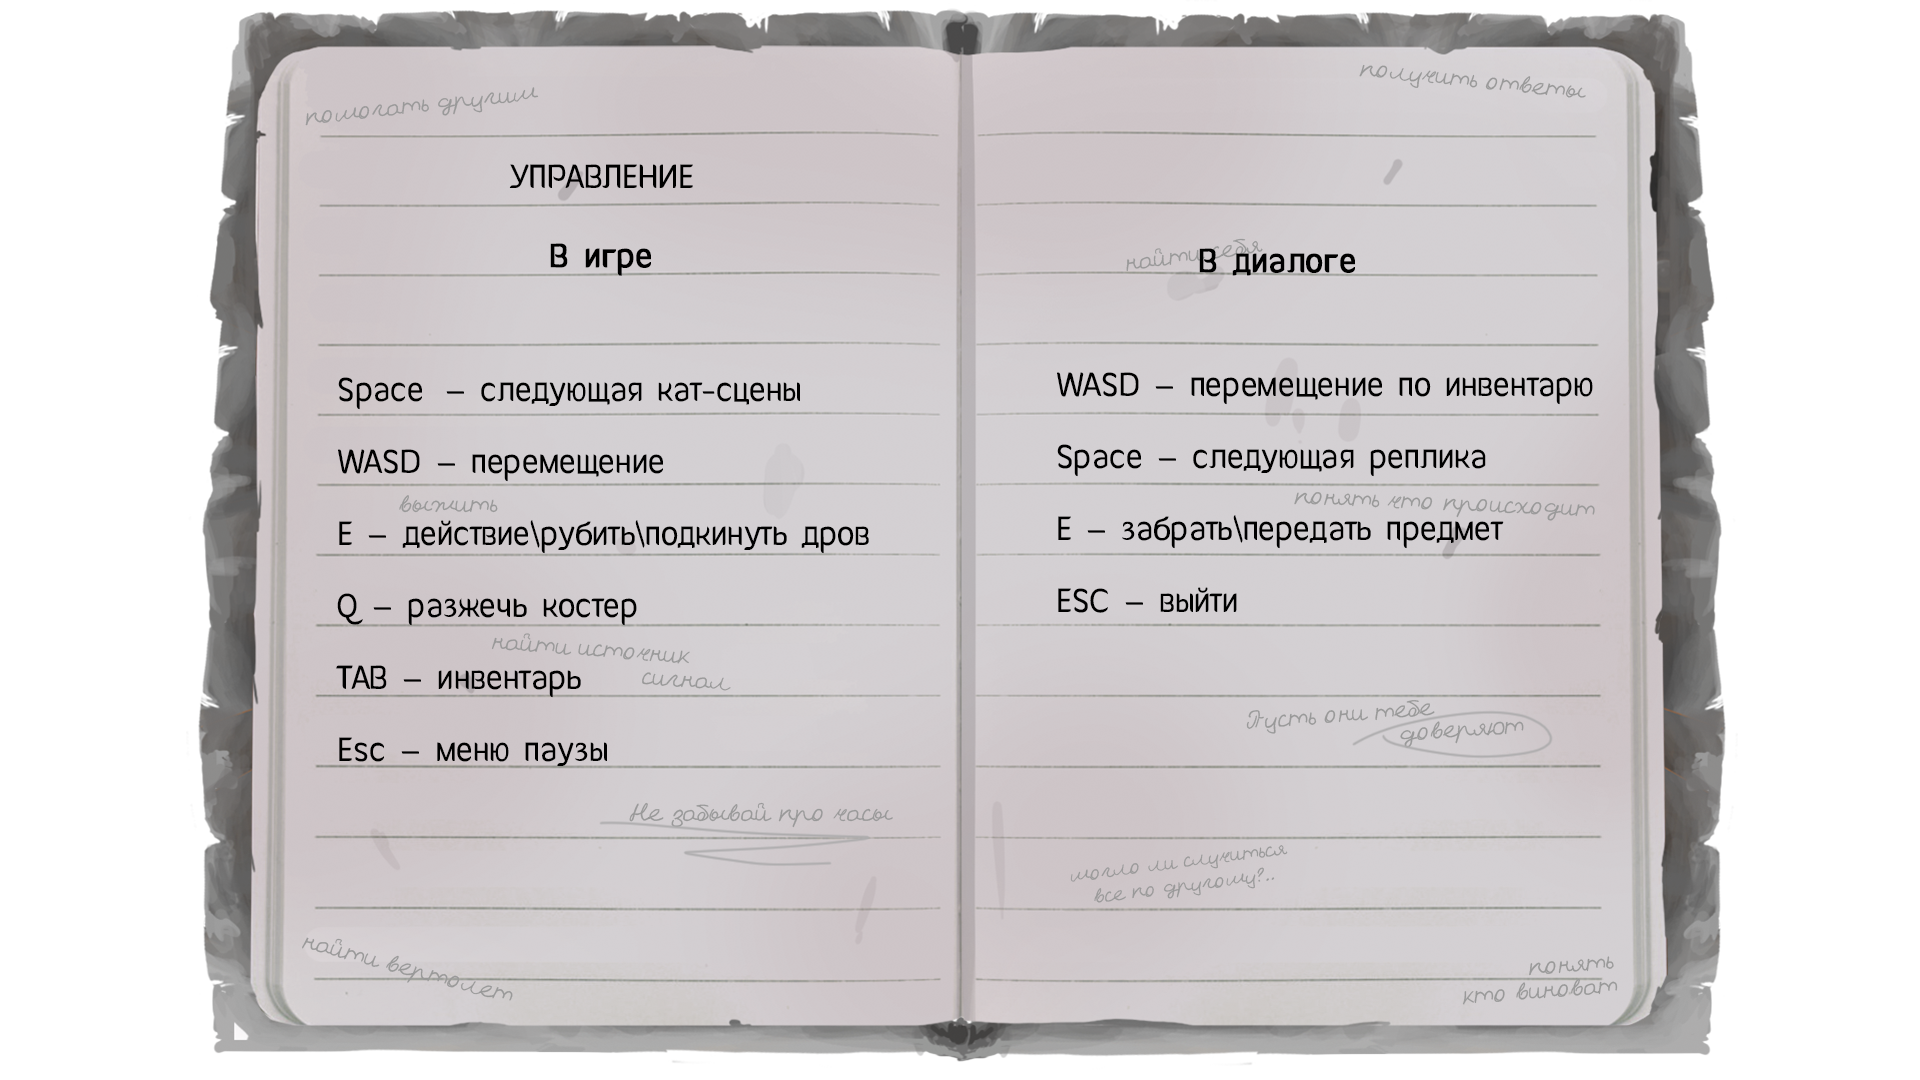 помогать другим
УПРАВЛЕНИЕ
В игре
Space – следующая кат-сцены
WASD – перемещение
выжить
E – действие\рубить\подкинуть дров
Q – разжечь костер
найти источник
сигнал
TAB – инвентарь
Esc – меню паузы
Не забывай про часы
найти вертолет
получить ответы
найти себя
В диалоге
WASD – перемещение по инвентарю
Space – следующая реплика
понять что происходит
E – забрать\передать предмет
ESC – выйти
Пусть они тебе
доверяют
могло ли случиться
все по другому?..
понять
кто виноват